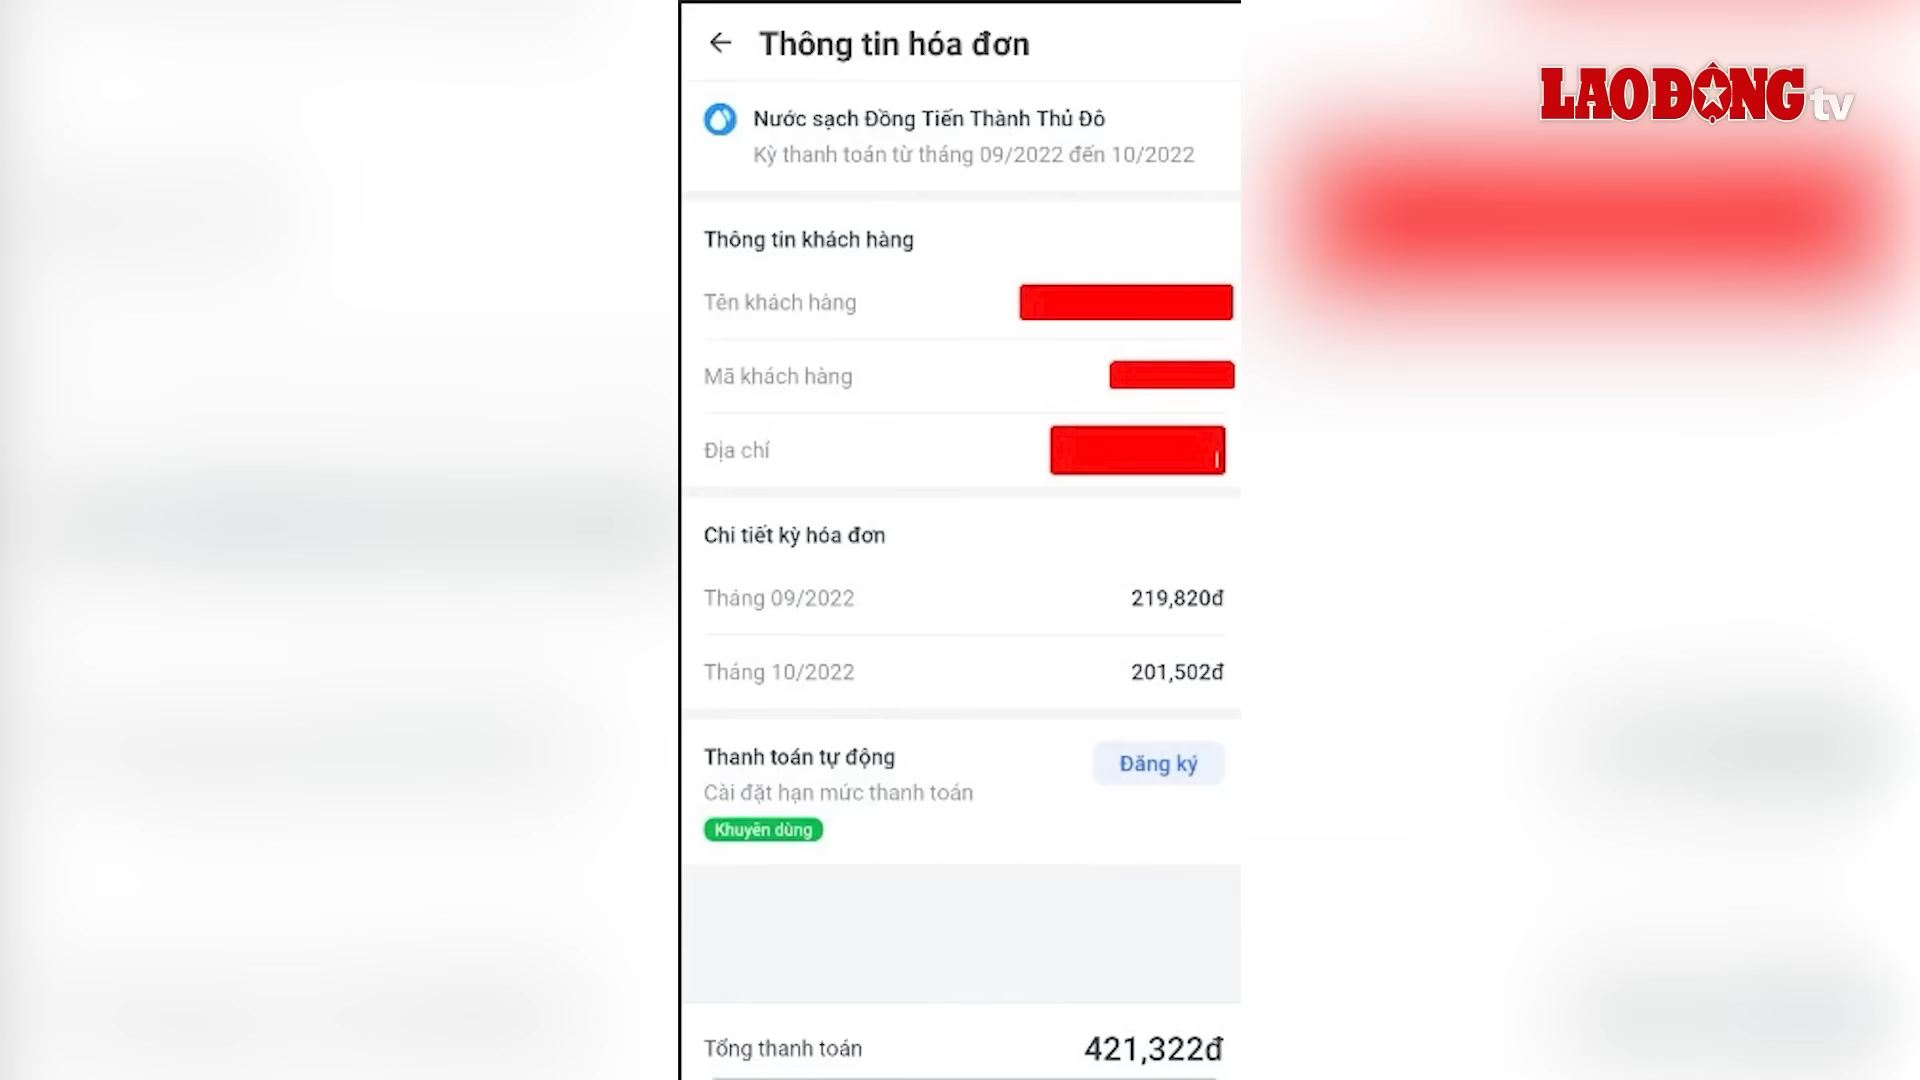 Thông tin hóa đơn
LAO ĐỘNG tv
Nước sạch Đồng Tiến Thành Thủ Đô
Kỳ thanh toán từ tháng 09/2022 đến 10/2022
Thông tin khách hàng
Tên khách hàng
Mã khách hàng
Địa chỉ
Chi tiết kỳ hóa đơn
Tháng 09/2022 219,820đ
Tháng 10/2022 201,502đ
Thanh toán tự động
Đăng ký
Cài đặt hạn mức thanh toán
Khuyên dùng
Tổng thanh toán 421,322đ